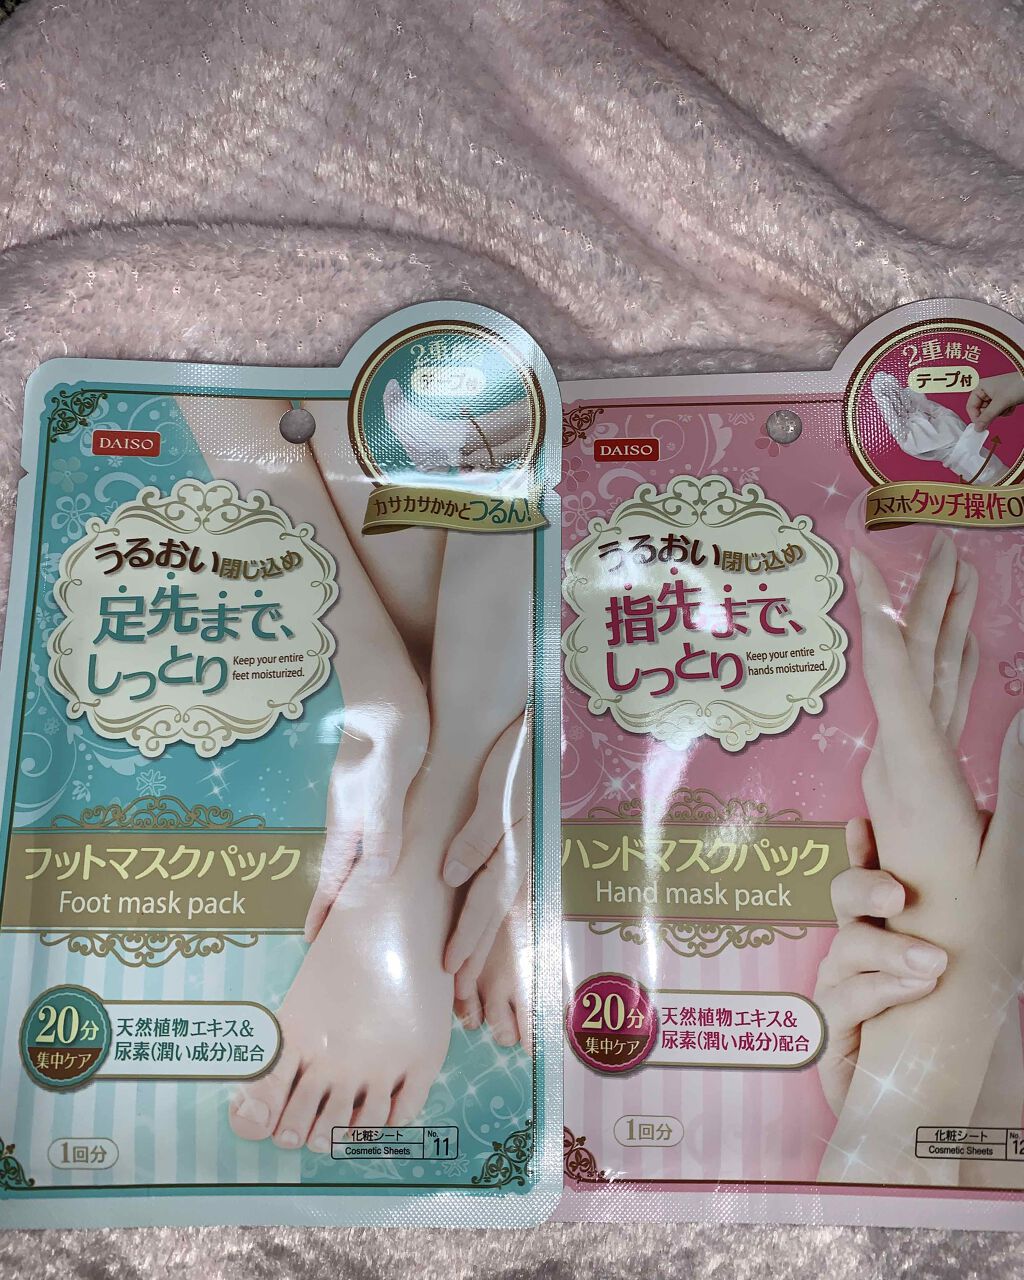 2重
テープ付
DAISO
カサカサかかとつるん!
うるおい閉じ込め
足先まで、
しっとり
Keep your entire
feet moisturized.
フットマスクパック
Foot mask pack
20分
集中ケア
天然植物エキス&
尿素(潤い成分)配合
1回分
化粧シート
Cosmetic Sheets
No.
11
2重構造
テープ付
DAISO
スマホタッチ操作O
うるおい閉じ込め
指先まで、
しっとり
Keep your entire
hands moisturized.
ハンドマスクパック
Hand mask pack
20分
集中ケア
天然植物エキス&
尿素(潤い成分)配合
1回分
化粧シート
Cosmetic Sheets
No.
12